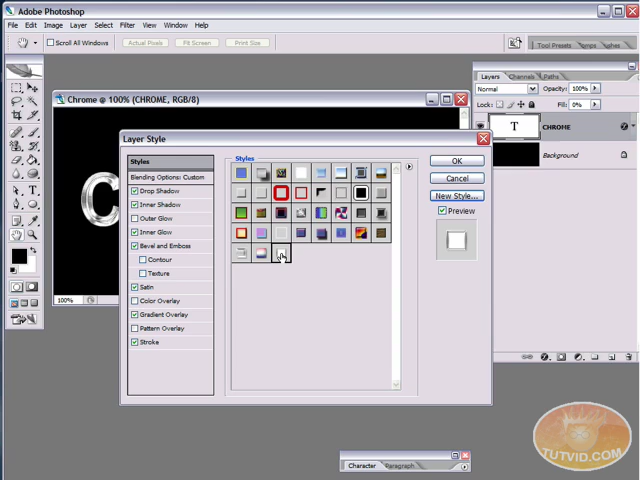 Adobe Photoshop
File Edit Image Layer Select Filter View Window Help
Scroll All Windows Actual Pixels Fit Screen Print Size
Tool Presets
Layers Channels Paths
Normal Opacity: 100%
Lock: Fill: 0%
T CHROME
Background
Chrome @ 100% (CHROME, RGB/8)
C
100%
Layer Style
Styles
Blending Options: Custom
Drop Shadow
Inner Shadow
Outer Glow
Inner Glow
Bevel and Emboss
Contour
Texture
Satin
Color Overlay
Gradient Overlay
Pattern Overlay
Stroke
Styles
OK
Cancel
New Style...
Preview
Character Paragraph
TUTVID.COM